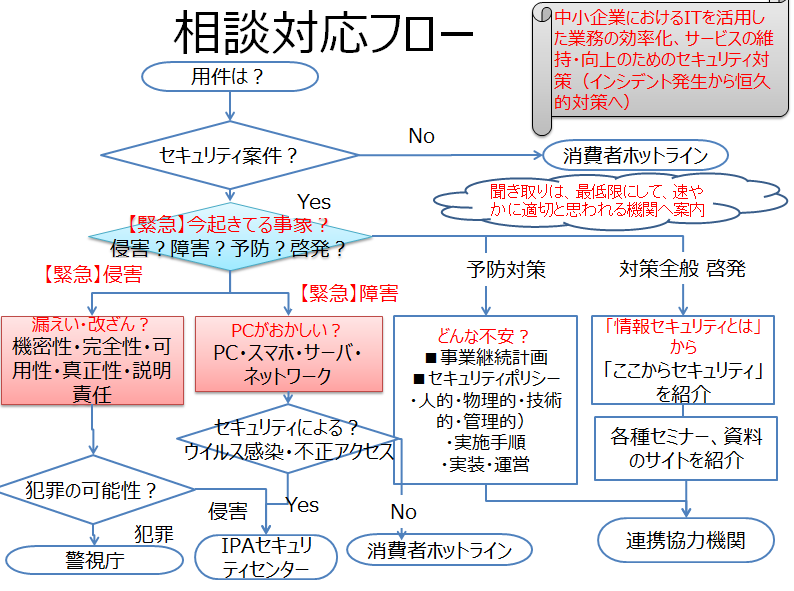 相談対応フロー
中小企業におけるITを活用し
た業務の効率化、サービスの維
持・向上のためのセキュリティ対
策（インシデント発生から恒久
的対策へ）
用件は？
セキュリティ案件？
No
消費者ホットライン
Yes
聞き取りは、最低限にして、速や
かに適切と思われる機関へ案内
【緊急】今起きてる事象？
侵害？障害？予防？啓発？
【緊急】侵害
【緊急】障害
予防対策
対策全般 啓発
漏えい・改ざん？
機密性・完全性・可
用性・真正性・説明
責任
PCがおかしい？
PC・スマホ・サーバ・
ネットワーク
どんな不安？
■事業継続計画
■セキュリティポリシー
・人的・物理的・技術
的・管理的）
・実施手順
・実装・運営
「情報セキュリティとは」
から
「ここからセキュリティ」
を紹介
セキュリティによる？
ウイルス感染・不正アクセス
各種セミナー、資料
のサイトを紹介
犯罪の可能性？
侵害
Yes
No
犯罪
警視庁
IPAセキュリ
ティセンター
消費者ホットライン
連携協力機関